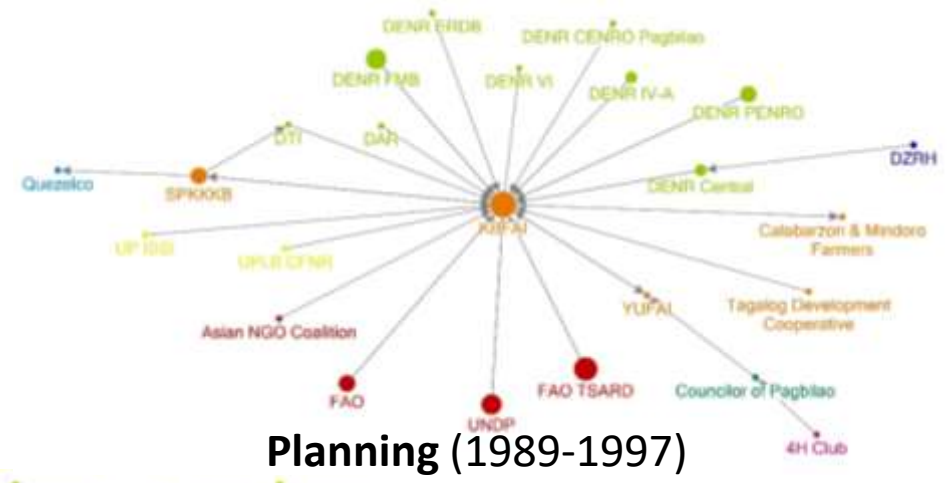 DENR ERDB
DENR CENRO Pagbilao
DENR FMB
DENR VI
DENR IV-A
DENR PENRO
DTI
DAR
DZRH
Quezelco
SPKKKB
DENR Central
KUFAI
UP ISSI
UPLB CFNR
Calabarzon & Mindoro
Farmers
Asian NGO Coalition
YUFAI
Tagalog Development
Cooperative
FAO
FAO TSARD
Councilor of Pagbilao
UNDP
4H Club
Planning (1989-1997)